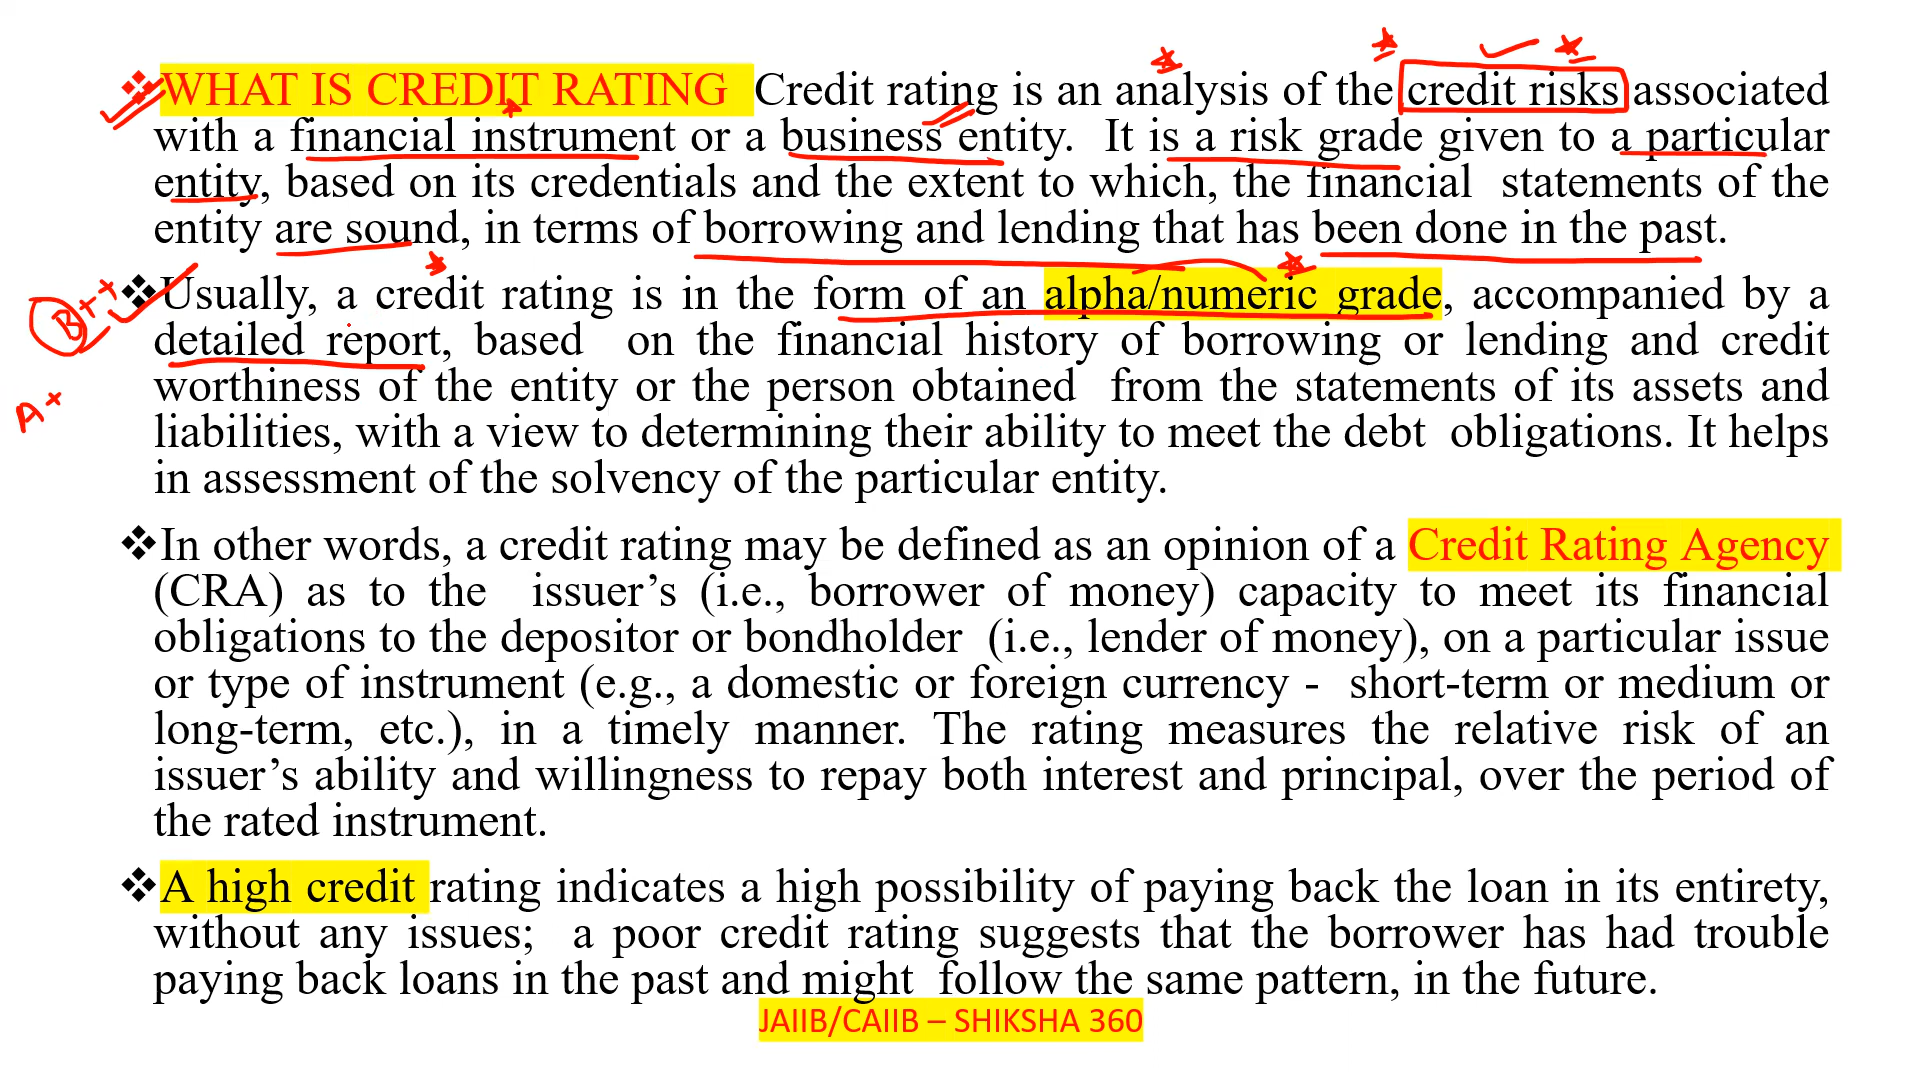 ❖WHAT IS CREDIT RATING Credit rating is an analysis of the credit risks associated
with a financial instrument or a business entity. It is a risk grade given to a particular
entity, based on its credentials and the extent to which, the financial statements of the
entity are sound, in terms of borrowing and lending that has been done in the past.
B++
❖Usually, a credit rating is in the form of an alpha/numeric grade, accompanied by a
detailed report, based on the financial history of borrowing or lending and credit
worthiness of the entity or the person obtained from the statements of its assets and
A+
liabilities, with a view to determining their ability to meet the debt obligations. It helps
in assessment of the solvency of the particular entity.
❖In other words, a credit rating may be defined as an opinion of a Credit Rating Agency
(CRA) as to the issuer’s (i.e., borrower of money) capacity to meet its financial
obligations to the depositor or bondholder (i.e., lender of money), on a particular issue
or type of instrument (e.g., a domestic or foreign currency - short-term or medium or
long-term, etc.), in a timely manner. The rating measures the relative risk of an
issuer’s ability and willingness to repay both interest and principal, over the period of
the rated instrument.
❖A high credit rating indicates a high possibility of paying back the loan in its entirety,
without any issues; a poor credit rating suggests that the borrower has had trouble
paying back loans in the past and might follow the same pattern, in the future.
JAIIB/CAIIB – SHIKSHA 360